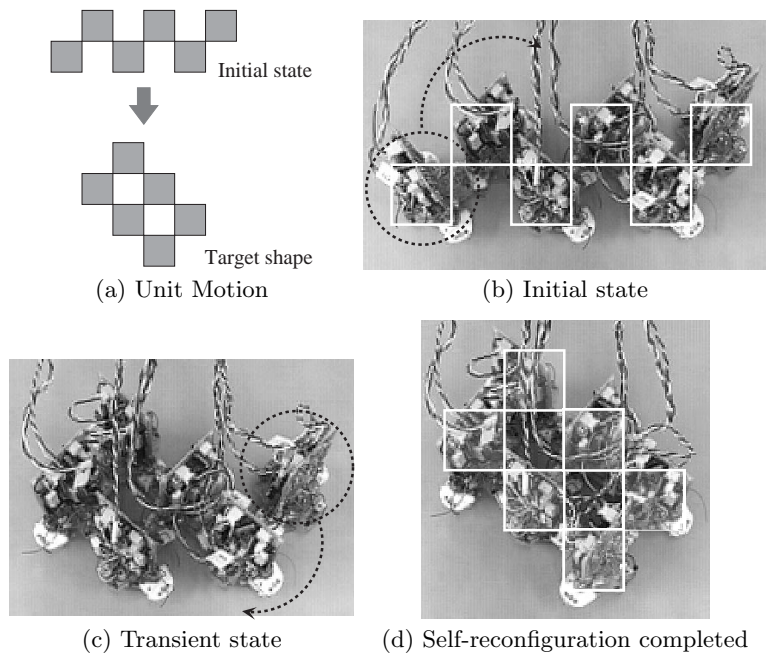 Initial state
Target shape
(a) Unit Motion
(b) Initial state
(c) Transient state
(d) Self-reconfiguration completed